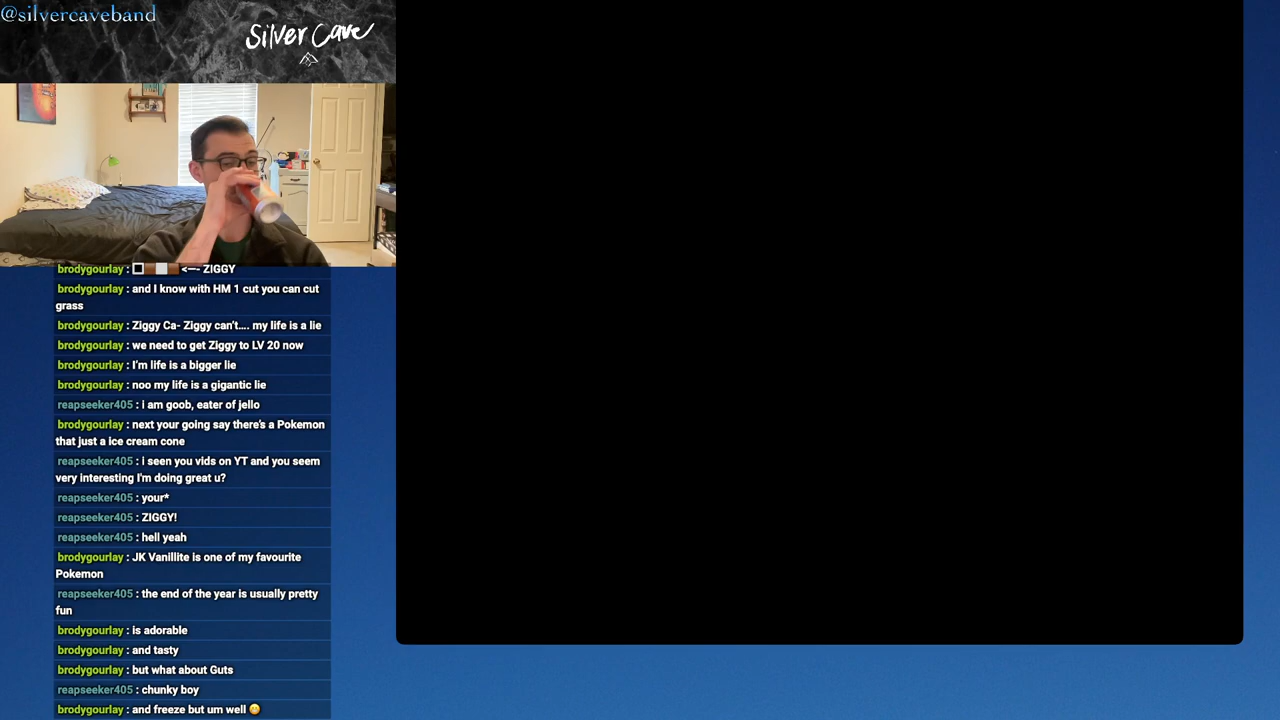 @silvercaveband
Silver Cave
brodygourlay : <-- ZIGGY
brodygourlay : and I know with HM 1 cut you can cut
grass
brodygourlay : Ziggy Ca- Ziggy can't.... my life is a lie
brodygourlay : we need to get Ziggy to LV 20 now
brodygourlay : I'm life is a bigger lie
brodygourlay : noo my life is a gigantic lie
reapseeker405 : i am goob, eater of jello
brodygourlay : next your going say there's a Pokemon
that just a ice cream cone
reapseeker405 : i seen you vids on YT and you seem
very interesting I'm doing great u?
reapseeker405 : your*
reapseeker405 : ZIGGY!
reapseeker405 : hell yeah
brodygourlay : JK Vanillite is one of my favourite
Pokemon
reapseeker405 : the end of the year is usually pretty
fun
brodygourlay : is adorable
brodygourlay : and tasty
brodygourlay : but what about Guts
reapseeker405 : chunky boy
brodygourlay : and freeze but um well 😁